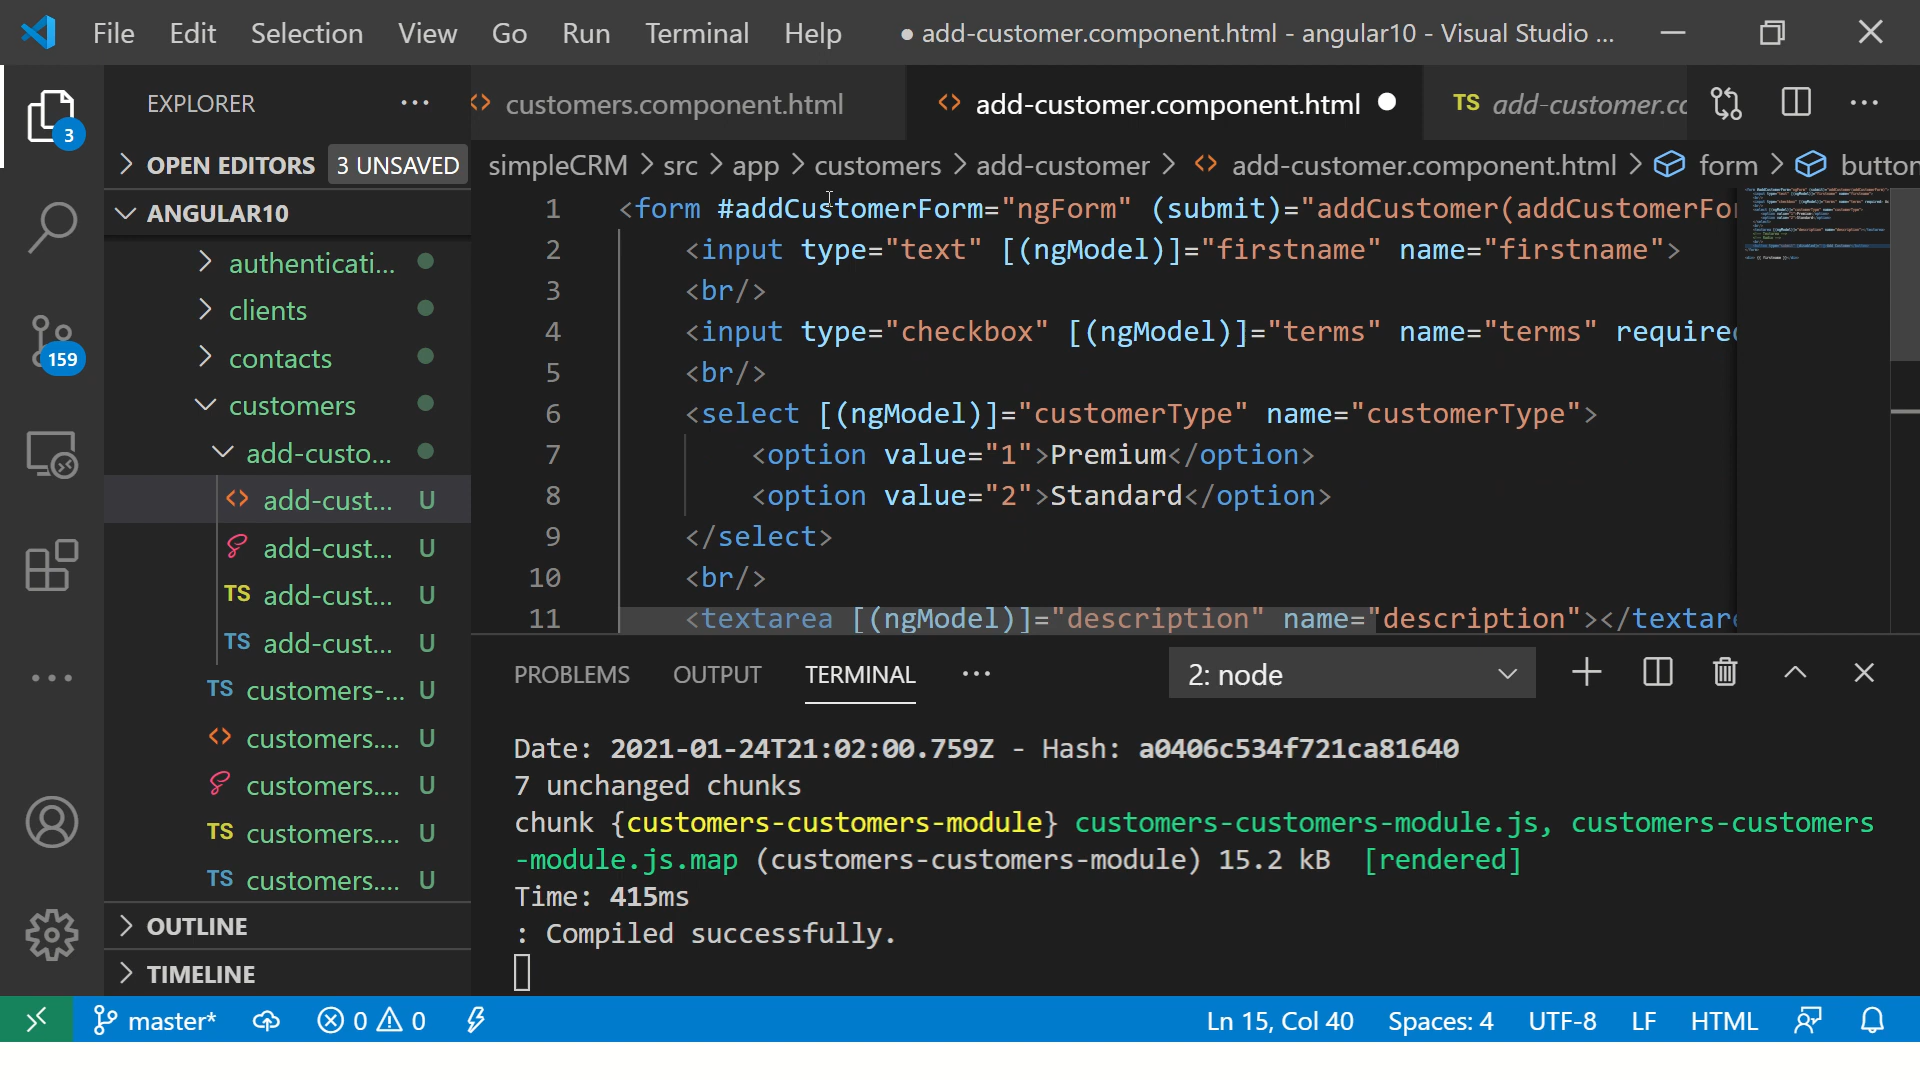 File Edit Selection View Go Run Terminal Help ● add-customer.component.html - angular10 - Visual Studio ...
EXPLORER ...
customers.component.html
add-customer.component.html
TS add-customer.cc
3
OPEN EDITORS 3 UNSAVED
simpleCRM > src > app > customers > add-customer > add-customer.component.html > form > button
ANGULAR10
authenticati...
clients
contacts
customers
add-custo...
add-cust... U
add-cust... U
TS add-cust... U
TS add-cust... U
TS customers-... U
customers.... U
customers.... U
TS customers.... U
TS customers.... U
OUTLINE
TIMELINE
159
1 <form #addCustomerForm="ngForm" (submit)="addCustomer(addCustomerFor
2 <input type="text" [(ngModel)]="firstname" name="firstname">
3 <br/>
4 <input type="checkbox" [(ngModel)]="terms" name="terms" required
5 <br/>
6 <select [(ngModel)]="customerType" name="customerType">
7 <option value="1">Premium</option>
8 <option value="2">Standard</option>
9 </select>
10 <br/>
11 <textarea [(ngModel)]="description" name="description"></textare
PROBLEMS OUTPUT TERMINAL ... 2: node
Date: 2021-01-24T21:02:00.759Z - Hash: a0406c534f721ca81640
7 unchanged chunks
chunk {customers-customers-module} customers-customers-module.js, customers-customers
-module.js.map (customers-customers-module) 15.2 kB [rendered]
Time: 415ms
: Compiled successfully.
master* 0 0 Ln 15, Col 40 Spaces: 4 UTF-8 LF HTML